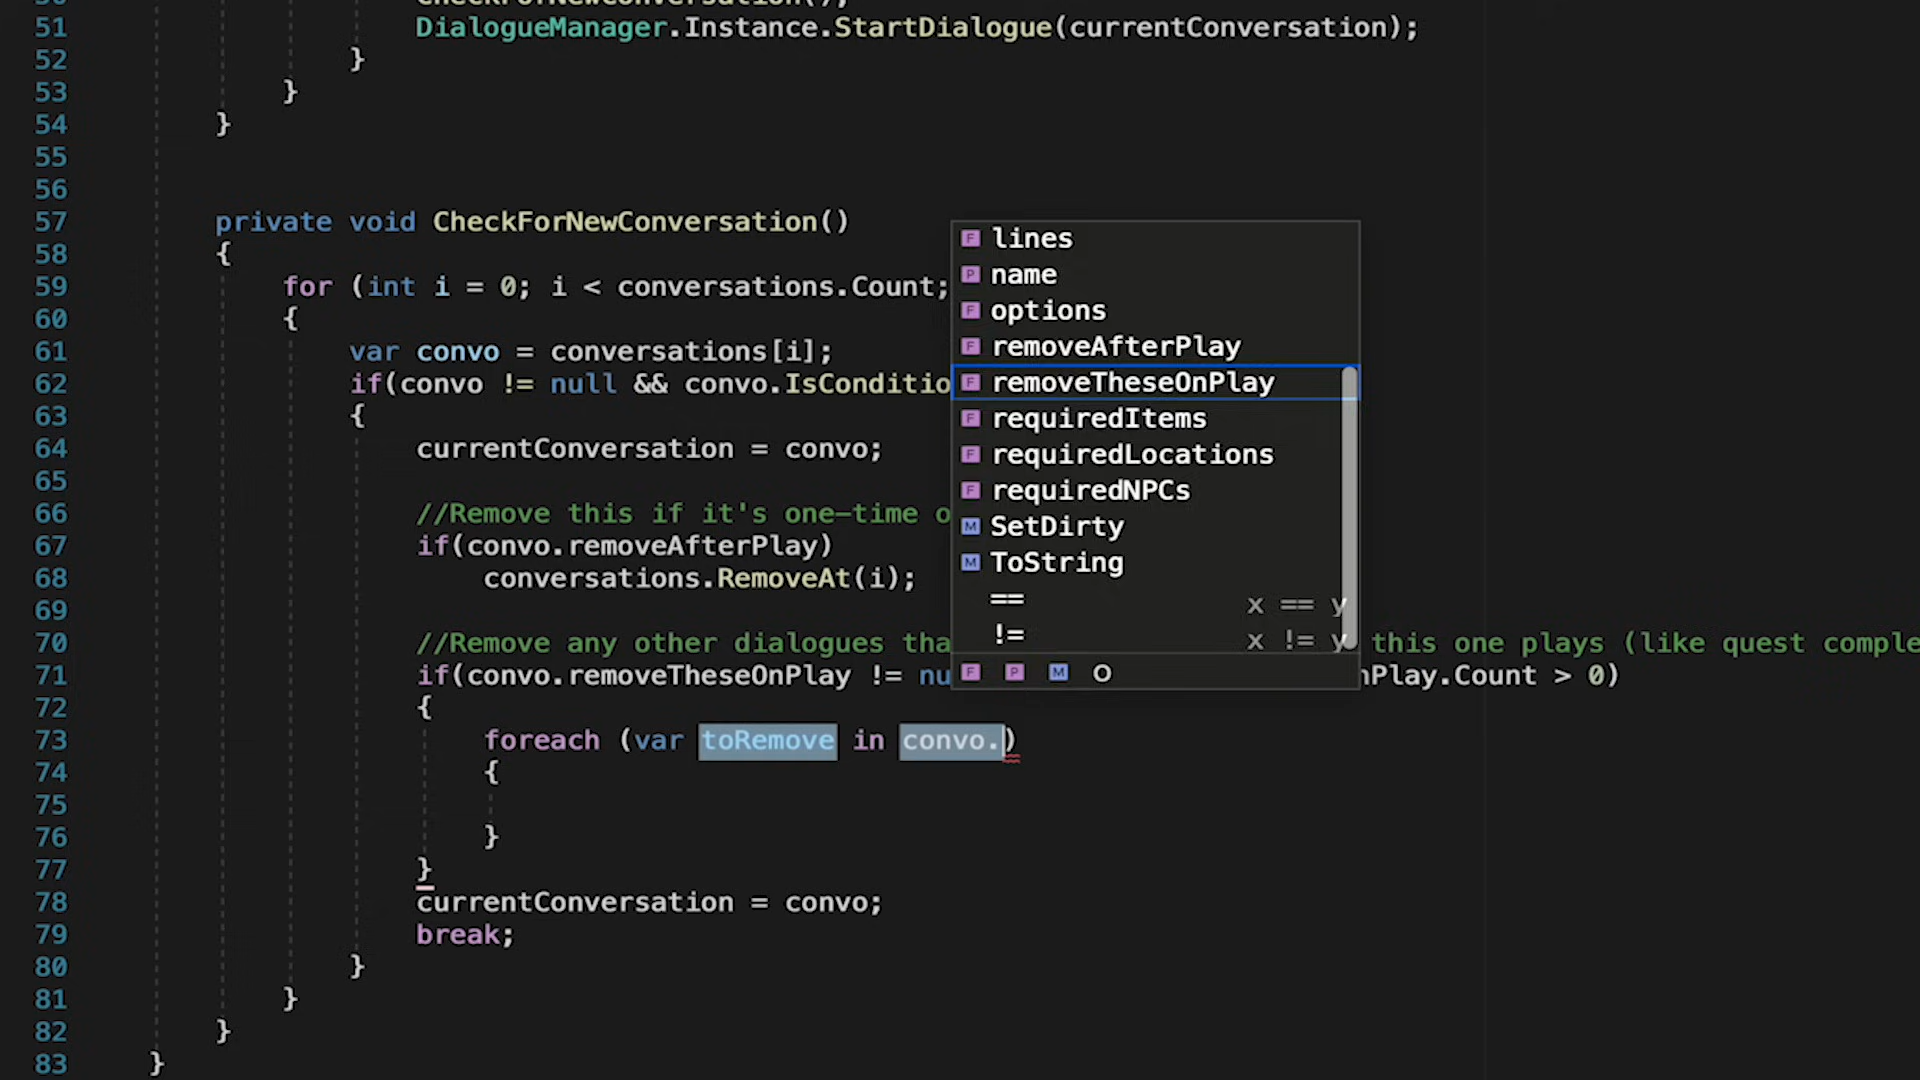 51 DialogueManager.Instance.StartDialogue(currentConversation);
52 }
53 }
54 }
55
56
57 private void CheckForNewConversation()
58 {
59 for (int i = 0; i < conversations.Count;
60 {
61 var convo = conversations[i];
62 if(convo != null && convo.IsConditio
63 {
64 currentConversation = convo;
65
66 //Remove this if it's one-time o
67 if(convo.removeAfterPlay)
68 conversations.RemoveAt(i);
69
70 //Remove any other dialogues tha this one plays (like quest comple
71 if(convo.removeTheseOnPlay != nu nPlay.Count > 0)
72 {
73 foreach (var toRemove in convo.)
74 {
75
76 }
77 }
78 currentConversation = convo;
79 break;
80 }
81 }
82 }
83 }
F lines
P name
F options
F removeAfterPlay
F removeTheseOnPlay
F requiredItems
F requiredLocations
F requiredNPCs
M SetDirty
M ToString
== x == y
!= x != y
F P M O